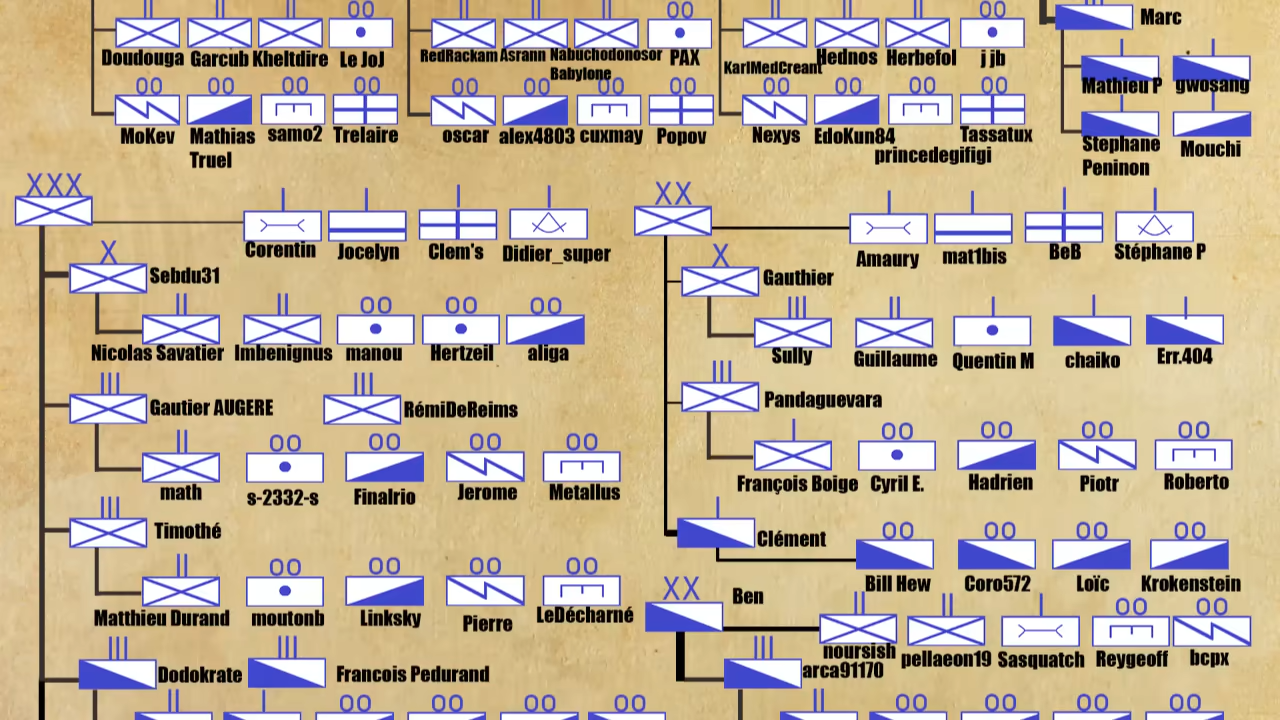 Marc
Doudouga Garcub Kheltdire Le JoJ
RedRackam Asrann Nabuchodonosor PAX
Babylone
KarlMedCreant Hednos Herbefol j jb
Mathieu P gwosang
MoKev Mathias samo2 Trelaire
Truel
oscar alex4803 cuxmay Popov
Nexys EdoKun84 Tassatux
princedegifigi
Stephane Mouchi
Peninon
XXX
Corentin Jocelyn Clem's Didier_super
X
Sebdu31
Nicolas Savatier Imbenignus manou Hertzeil aliga
Gautier AUGERE RémiDeReims
math s-2332-s Finalrio Jerome Metallus
Timothé
Matthieu Durand moutonb Linksky Pierre LeDécharné
Dodokrate Francois Pedurand
XX
Amaury mat1bis BeB Stéphane P
X
Gauthier
Sully Guillaume Quentin M chaiko Err.404
Pandaguevara
François Boige Cyril E. Hadrien Piotr Roberto
Clément
Bill Hew Coro572 Loïc Krokenstein
XX
Ben
noursish pellaeon19 Sasquatch Reygeoff bcpx
arca91170